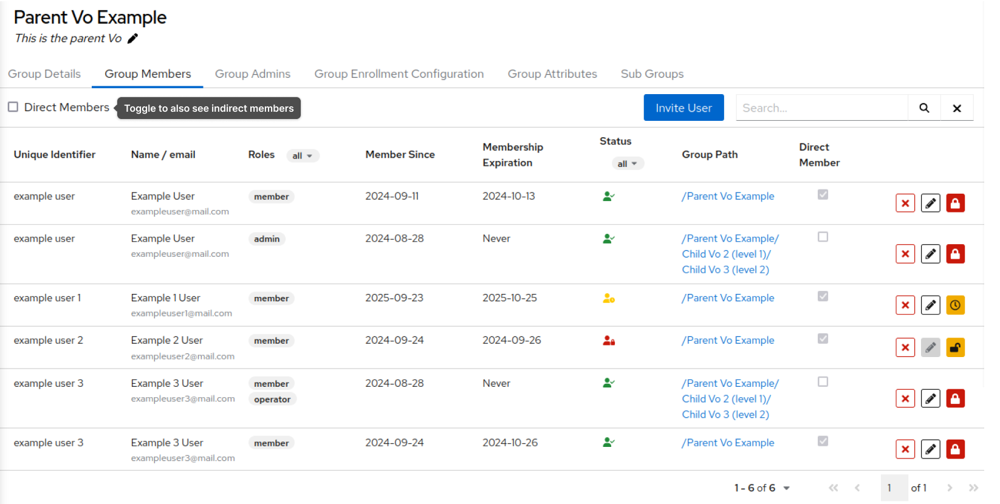 Parent Vo Example
This is the parent Vo
Group Details Group Members Group Admins Group Enrollment Configuration Group Attributes Sub Groups
Direct Members Toggle to also see indirect members Invite User Search...
Unique Identifier Name / email Roles all Member Since Membership Expiration Status all Group Path Direct Member
example user Example User member 2024-09-11 2024-10-13 /Parent Vo Example
exampleuser@mail.com
example user Example User admin 2024-08-28 Never /Parent Vo Example/
exampleuser@mail.com Child Vo 2 (level 1)/
Child Vo 3 (level 2)
example user 1 Example 1 User member 2025-09-23 2025-10-25 /Parent Vo Example
exampleuser1@mail.com
example user 2 Example 2 User member 2024-09-24 2024-09-26 /Parent Vo Example
exampleuser2@mail.com
example user 3 Example 3 User member 2024-08-28 Never /Parent Vo Example/
exampleuser3@mail.com operator Child Vo 2 (level 1)/
Child Vo 3 (level 2)
example user 3 Example 3 User member 2024-09-24 2024-10-26 /Parent Vo Example
exampleuser3@mail.com
1 - 6 of 6 1 of 1